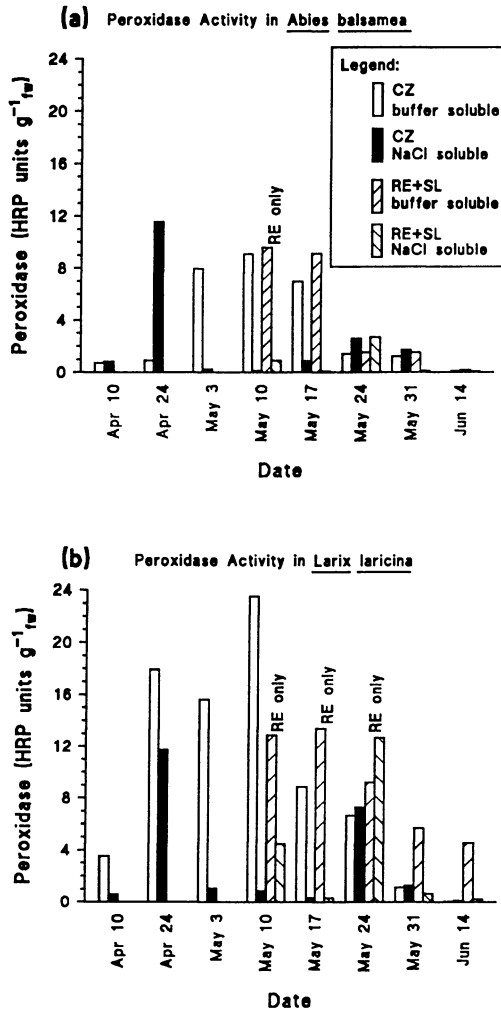 (a) Peroxidase Activity in Abies balsamea
Peroxidase (HRP units g⁻¹fw)
24
20
16
12
8
4
0
Legend:
CZ
buffer soluble
CZ
NaCl soluble
RE+SL
buffer soluble
RE+SL
NaCl soluble
RE only
Apr 10
Apr 24
May 3
May 10
May 17
May 24
May 31
Jun 14
Date
(b) Peroxidase Activity in Larix laricina
Peroxidase (HRP units g⁻¹fw)
24
20
16
12
8
4
0
RE only
RE only
RE only
Apr 10
Apr 24
May 3
May 10
May 17
May 24
May 31
Jun 14
Date